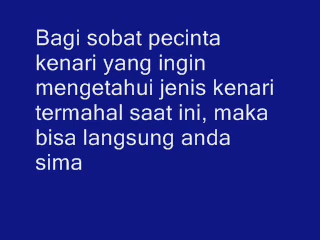 Bagi sobat pecinta
kenari yang ingin
mengetahui jenis kenari
termahal saat ini, maka
bisa langsung anda
sima